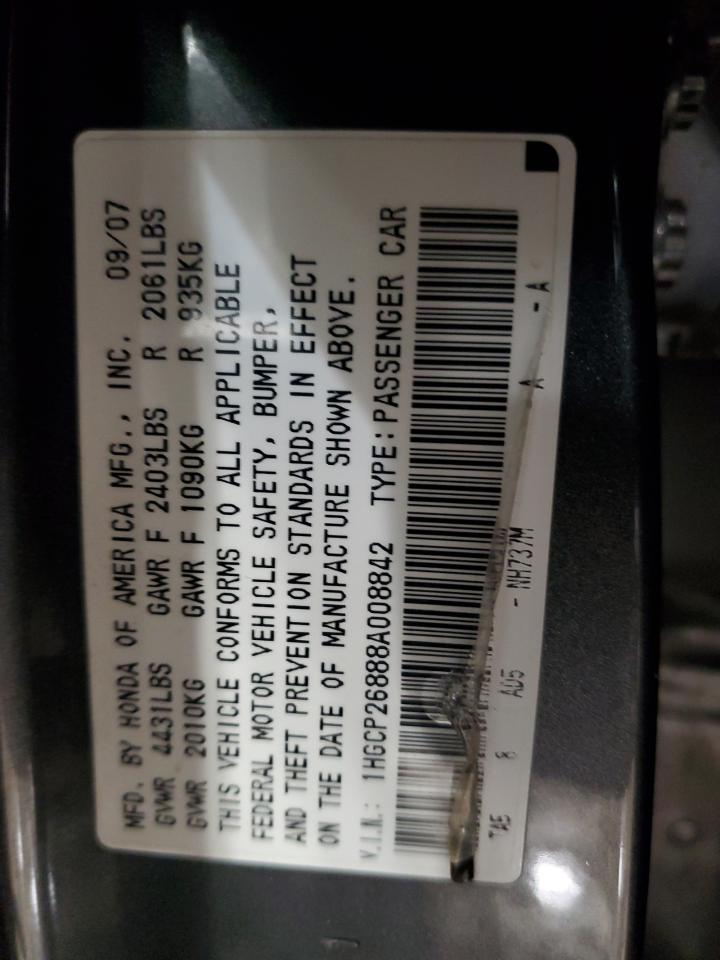 MFD. BY HONDA OF AMERICA MFG., INC. 09/07
GVWR 4431LBS GAWR F 2403LBS R 2061LBS
GVWR 2010KG GAWR F 1090KG R 935KG
THIS VEHICLE CONFORMS TO ALL APPLICABLE
FEDERAL MOTOR VEHICLE SAFETY, BUMPER,
AND THEFT PREVENTION STANDARDS IN EFFECT
ON THE DATE OF MANUFACTURE SHOWN ABOVE.
V.I.N.: 1HGCP26888A008842 TYPE:PASSENGER CAR
TA5 8 A05 - NH737M A - A